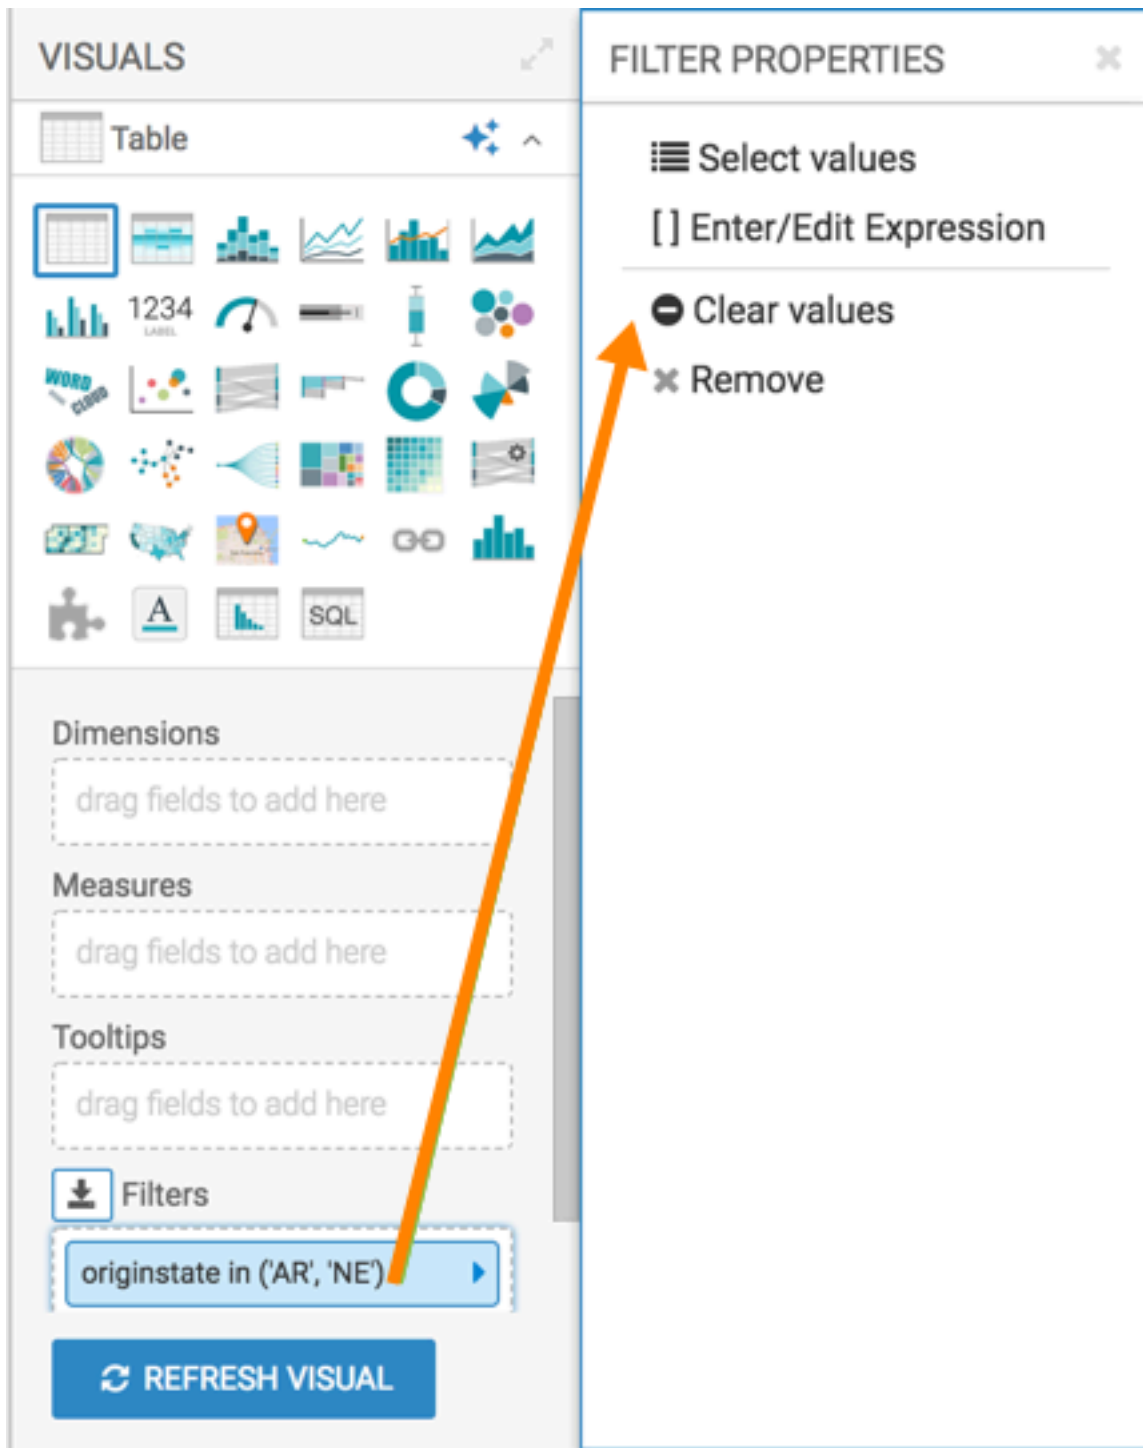 VISUALS
Table
1234
LABEL
WORD
CLOUD
A
SQL
Dimensions
drag fields to add here
Measures
drag fields to add here
Tooltips
drag fields to add here
Filters
originstate in ('AR', 'NE')
REFRESH VISUAL
FILTER PROPERTIES
Select values
[ ] Enter/Edit Expression
Clear values
Remove